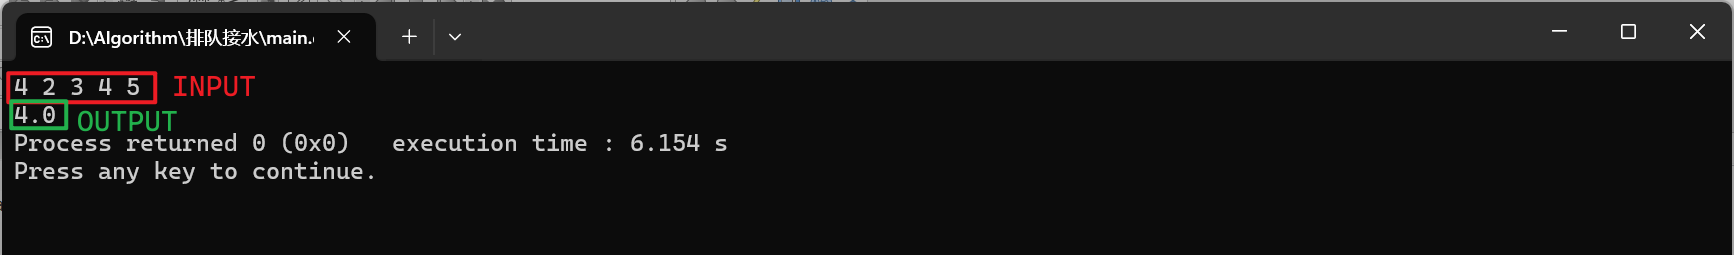 D:\Algorithm\排队接水\main.
4 2 3 4 5 INPUT
4.0 OUTPUT
Process returned 0 (0x0)   execution time : 6.154 s
Press any key to continue.